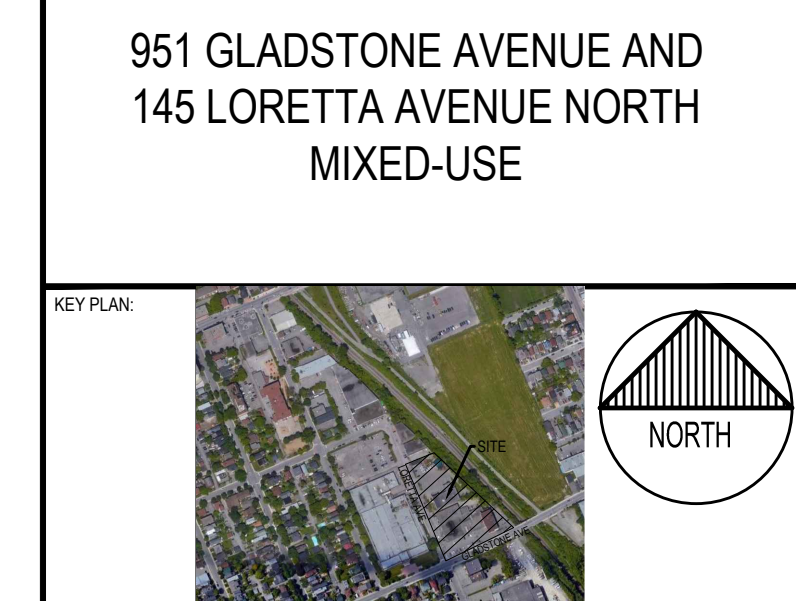 951 GLADSTONE AVENUE AND
145 LORETTA AVENUE NORTH
MIXED-USE
KEY PLAN:
SITE
LORETTA AVE
GLADSTONE AVE
NORTH